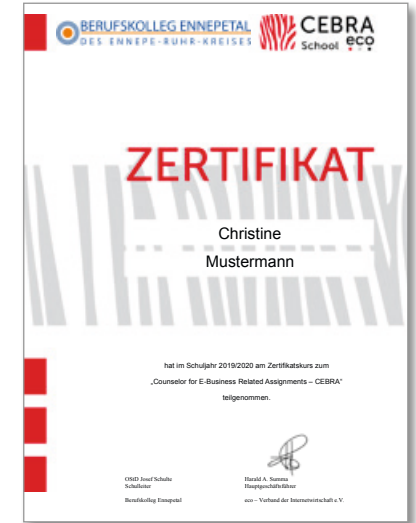 BERUFSKOLLEG ENNEPETAL
DES ENNEPE-RUHR-KREISES
CEBRA
School eco
ZERTIFIKAT
Christine
Mustermann
hat im Schuljahr 2019/2020 am Zertifikatskurs zum
„Counselor for E-Business Related Assignments – CEBRA“
teilgenommen.
OStD Josef Schulte
Schulleiter
Berufskolleg Ennepetal
Harald A. Summa
Hauptgeschäftsführer
eco – Verband der Internetwirtschaft e.V.